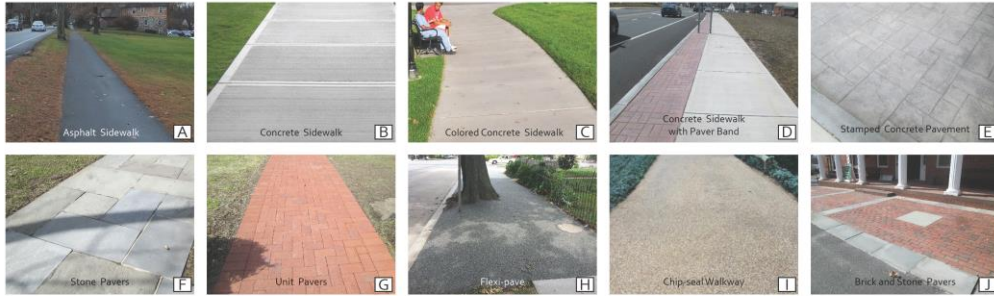 Asphalt Sidewalk
A
Concrete Sidewalk
B
Colored Concrete Sidewalk
C
Concrete Sidewalk
with Paver Band
D
Stamped Concrete Pavement
E
Stone Pavers
F
Unit Pavers
G
Flexi-pave
H
Chip-seal Walkway
I
Brick and Stone Pavers
J